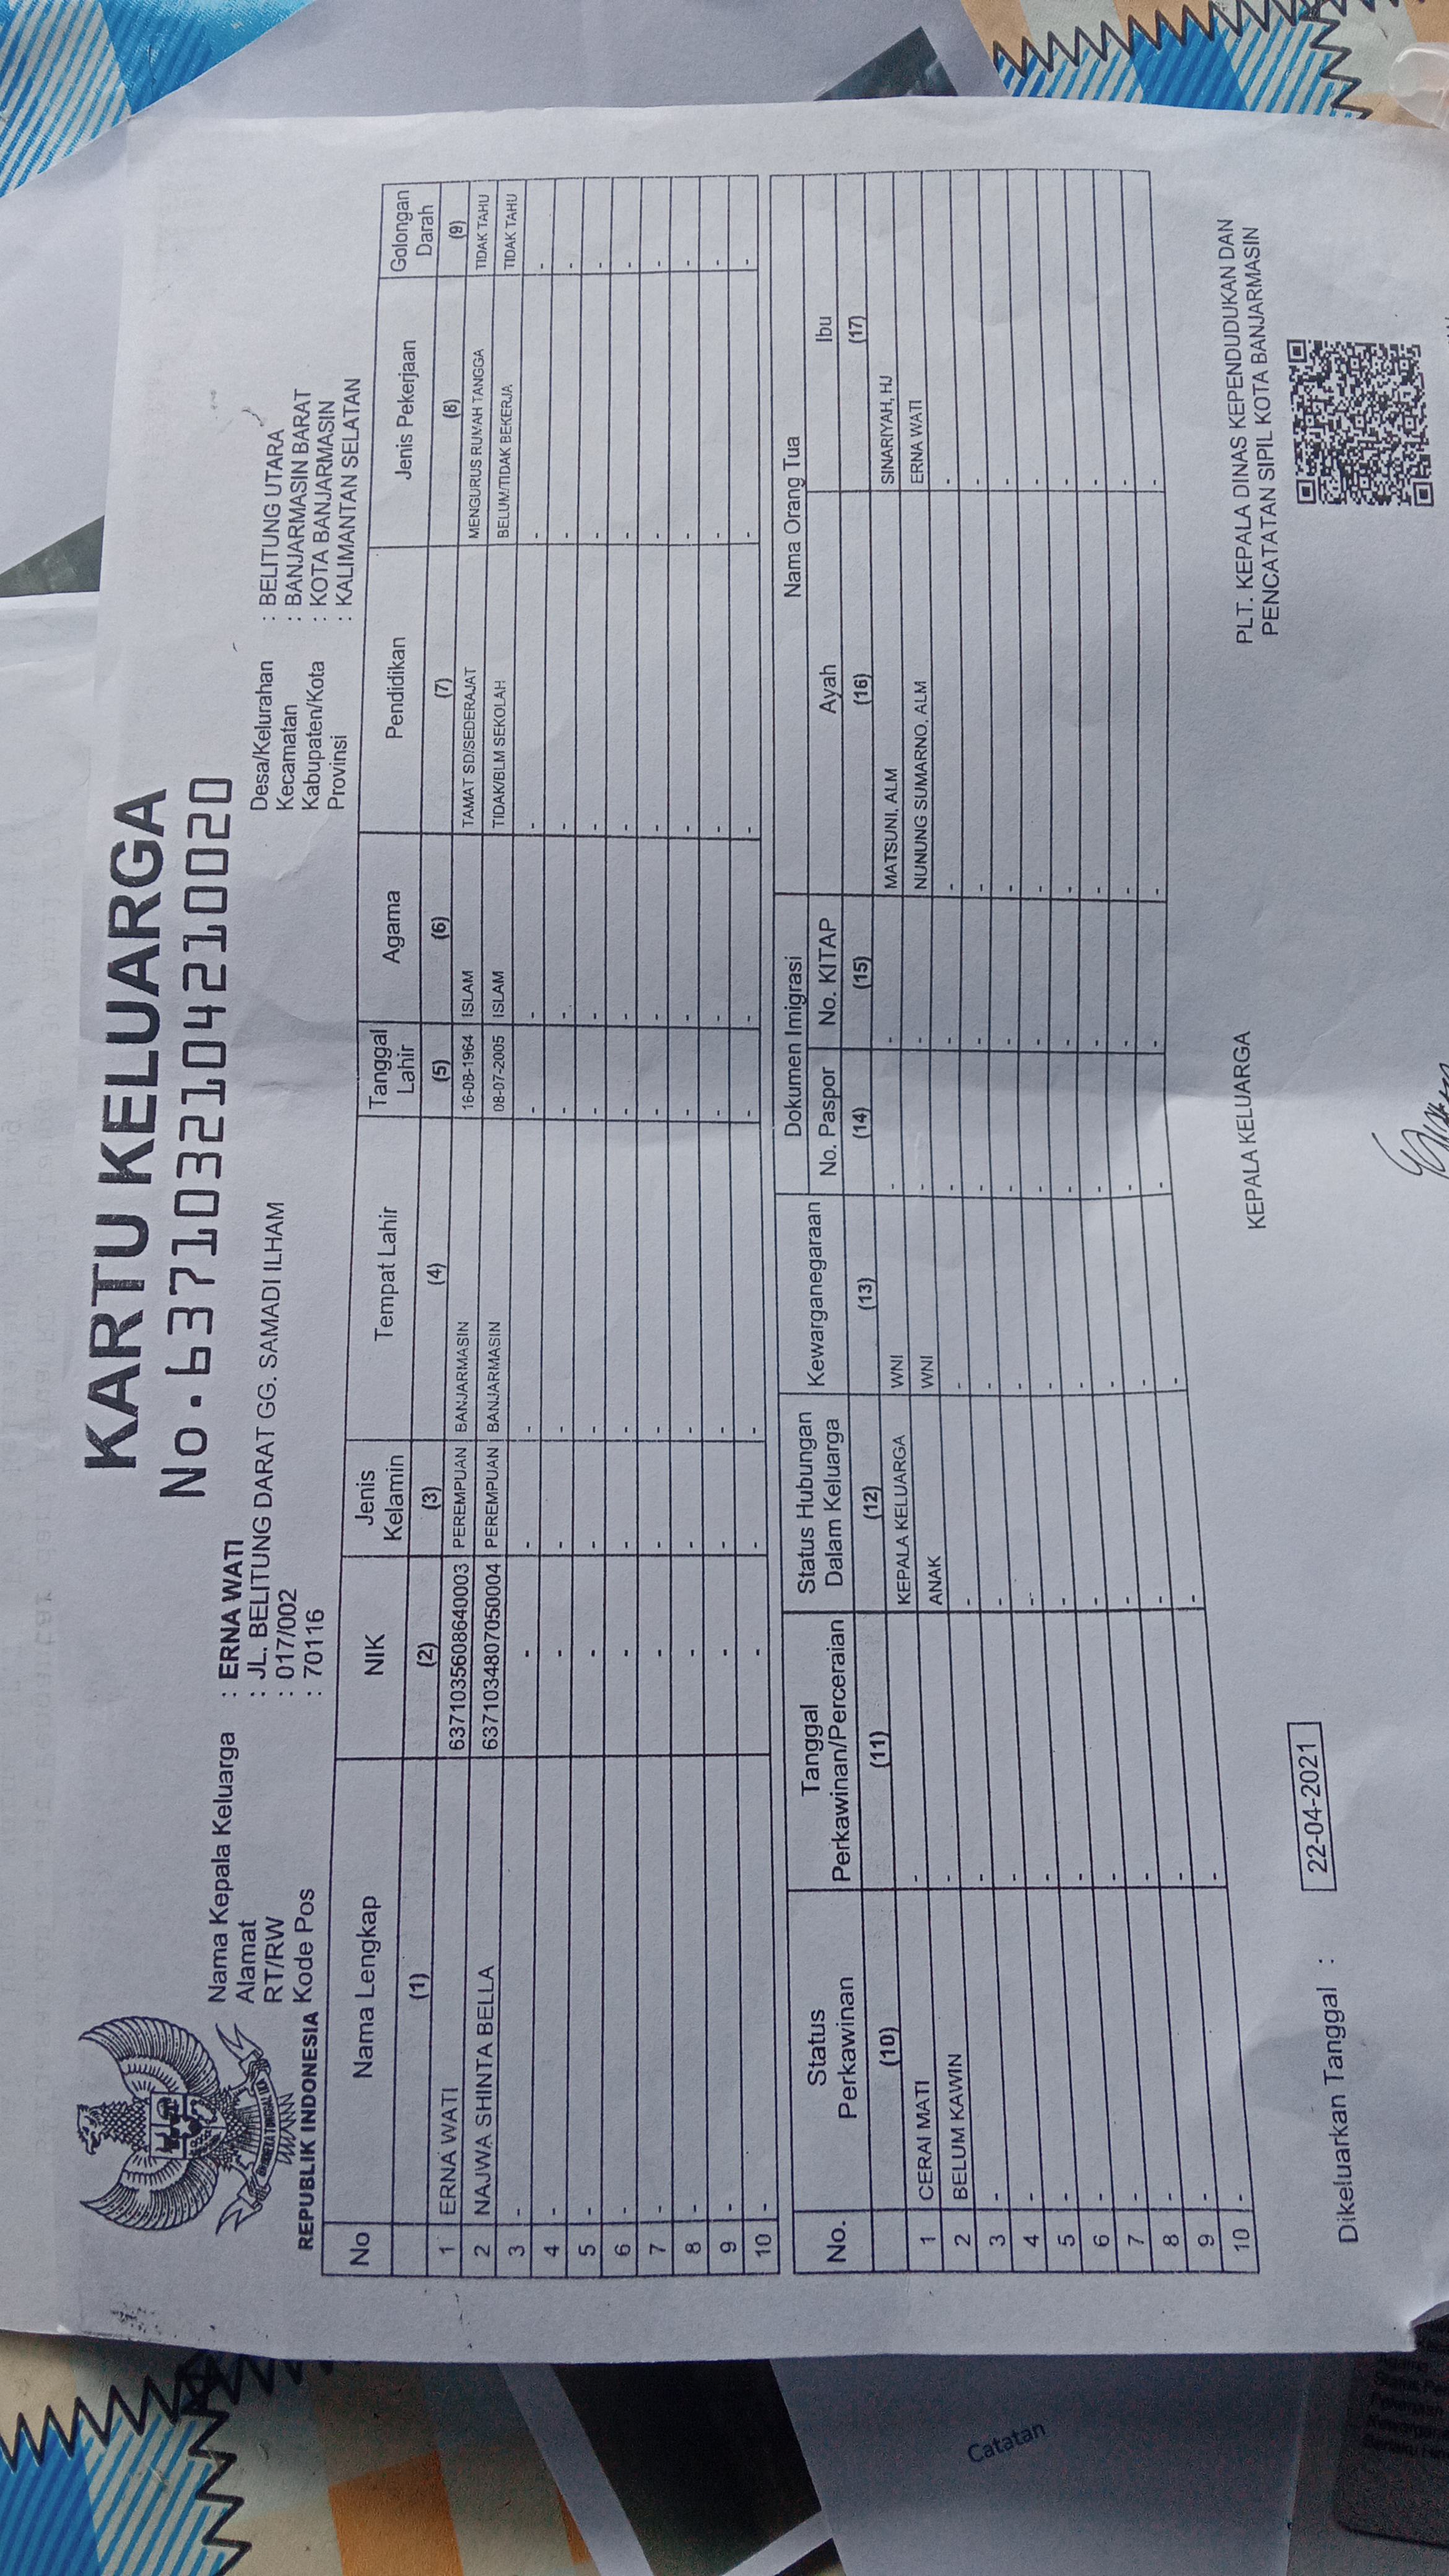 KARTU KELUARGA
No. 6371032104210020
REPUBLIK INDONESIA
Nama Kepala Keluarga : ERNA WATI
Alamat : JL. BELITUNG DARAT GG. SAMADI ILHAM
RT/RW : 017/002
Kode Pos : 70116
Desa/Kelurahan : BELITUNG UTARA
Kecamatan : BANJARMASIN BARAT
Kabupaten/Kota : KOTA BANJARMASIN
Provinsi : KALIMANTAN SELATAN
No Nama Lengkap NIK Jenis Kelamin Tempat Lahir Tanggal Lahir Agama Pendidikan Jenis Pekerjaan Golongan Darah
(1) (2) (3) (4) (5) (6) (7) (8) (9)
1 ERNA WATI 6371035608640003 PEREMPUAN BANJARMASIN 16-08-1964 ISLAM TAMAT SD/SEDERAJAT MENGURUS RUMAH TANGGA TIDAK TAHU
2 NAJWA SHINTA BELLA 6371034807050004 PEREMPUAN BANJARMASIN 08-07-2005 ISLAM TIDAK/BLM SEKOLAH BELUM/TIDAK BEKERJA TIDAK TAHU
3 - - - - - - - - -
4 - - - - - - - - -
5 - - - - - - - - -
6 - - - - - - - - -
7 - - - - - - - - -
8 - - - - - - - - -
9 - - - - - - - - -
10 - - - - - - - - -
No. Status Perkawinan Tanggal Perkawinan/Perceraian Status Hubungan Dalam Keluarga Kewarganegaraan Dokumen Imigrasi Nama Orang Tua
No. Paspor No. KITAP Ayah Ibu
(10) (11) (12) (13) (14) (15) (16) (17)
1 CERAI MATI - KEPALA KELUARGA WNI - - MATSUNI, ALM SINARIYAH, HJ
2 BELUM KAWIN - ANAK WNI - - NUNUNG SUMARNO, ALM ERNA WATI
3 - - - - - - - -
4 - - - - - - - -
5 - - - - - - - -
6 - - - - - - - -
7 - - - - - - - -
8 - - - - - - - -
9 - - - - - - - -
10 - - - - - - - -
Dikeluarkan Tanggal : 22-04-2021
KEPALA KELUARGA
PLT. KEPALA DINAS KEPENDUDUKAN DAN
PENCATATAN SIPIL KOTA BANJARMASIN
Catatan